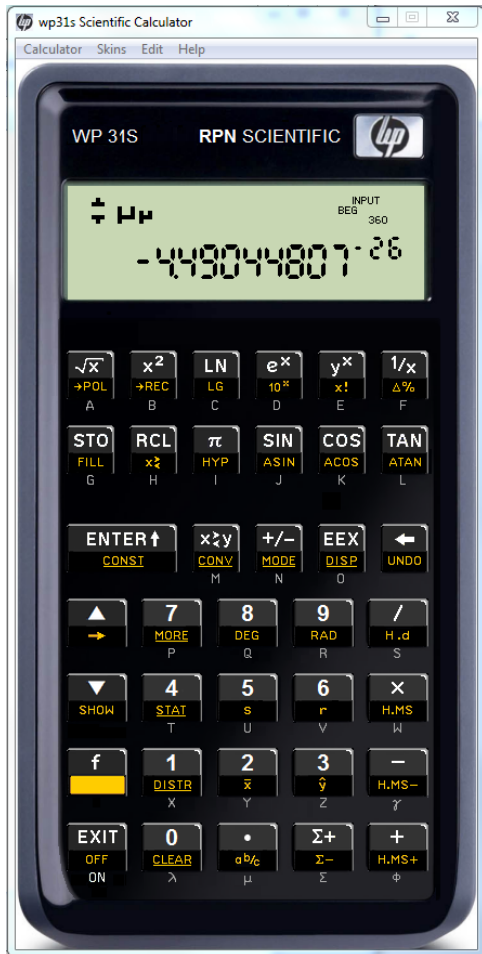 wp31s Scientific Calculator
Calculator Skins Edit Help
WP 31S RPN SCIENTIFIC hp
INPUT
BEG 360
μμ
-4.49044807-26
√x x² LN eˣ yˣ 1/x
→POL →REC LG 10ˣ x! Δ%
A B C D E F
STO RCL π SIN COS TAN
FILL x⇄ HYP ASIN ACOS ATAN
G H I J K L
ENTER↑ x⇄y +/− EEX ←
CONST CONV MODE DISP UNDO
M N O
▲ 7 8 9 /
→ MORE DEG RAD H.d
P Q R S
▼ 4 5 6 ×
SHOW STAT s r H.MS
T U V W
f 1 2 3 −
DISTR x̄ ŷ H.MS−
X Y Z γ
EXIT 0 • Σ+ +
OFF CLEAR a b/c Σ− H.MS+
ON λ μ Σ Φ